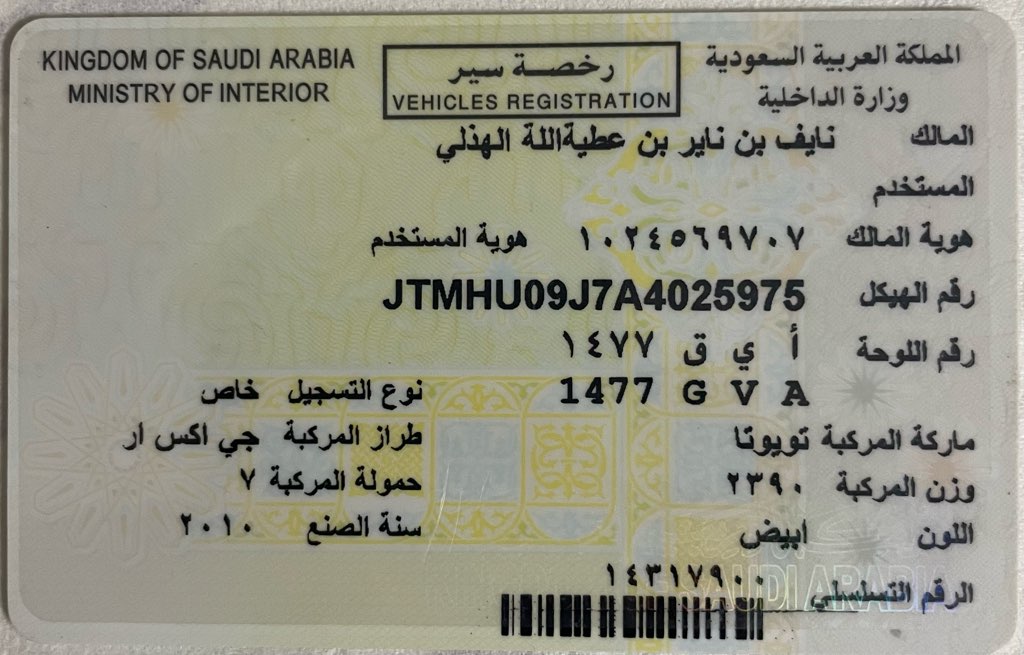 KINGDOM OF SAUDI ARABIA
MINISTRY OF INTERIOR
رخصة سير
VEHICLES REGISTRATION
المملكة العربية السعودية
وزارة الداخلية
المالك نايف بن ناير بن عطيةاللة الهذلي
المستخدم
هوية المالك ١٠٢٤٥٦٩٧٠٧ هوية المستخدم
رقم الهيكل JTMHU09J7A4025975
رقم اللوحة أ ي ق ١٤٧٧
1477 G V A
نوع التسجيل خاص
ماركة المركبة تويوتا طراز المركبة جي اكس ار
وزن المركبة ٢٣٩٠ حمولة المركبة ٧
اللون ابيض سنة الصنع ٢٠١٠
الرقم التسلسلي ١٤٣١٧٩٠٠
SAUDI ARABIA